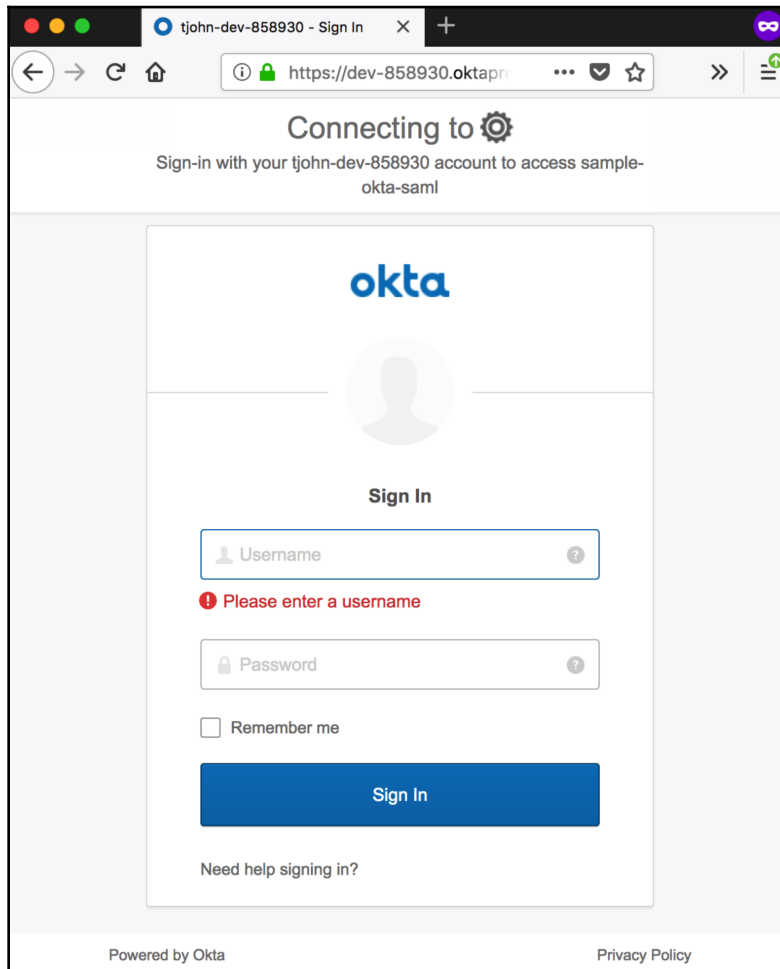 tjohn-dev-858930 - Sign In
https://dev-858930.oktapre
Connecting to
Sign-in with your tjohn-dev-858930 account to access sample-
okta-saml
okta
Sign In
Username
Please enter a username
Password
Remember me
Sign In
Need help signing in?
Powered by Okta Privacy Policy